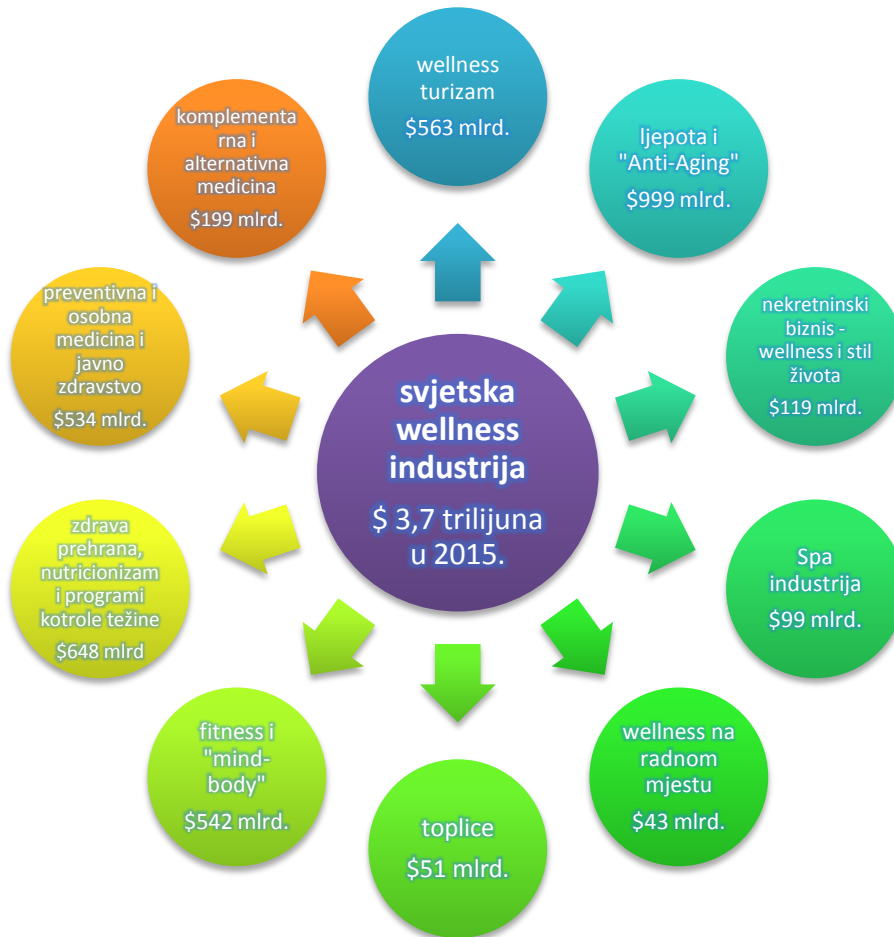 wellness
turizam
$563 mlrd.
ljepota i
"Anti-Aging"
$999 mlrd.
nekretninski
biznis -
wellness i stil
života
$119 mlrd.
Spa
industrija
$99 mlrd.
wellness na
radnom
mjestu
$43 mlrd.
toplice
$51 mlrd.
fitness i
"mind-
body"
$542 mlrd.
zdrava
prehrana,
nutricionizam
i programi
kotrole težine
$648 mlrd
preventivna i
osobna
medicina i
javno
zdravstvo
$534 mlrd.
komplementa
rna i
alternativna
medicina
$199 mlrd.
svjetska
wellness
industrija
$ 3,7 trilijuna
u 2015.